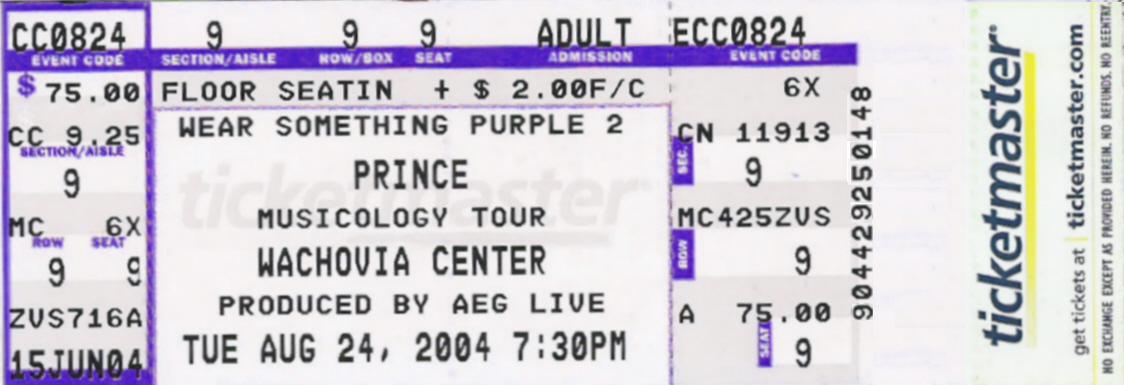 CC0824
EVENT CODE
$ 75.00
CC 9.25
SECTION/AISLE
9
MC 6X
ROW SEAT
9 9
ZVS716A
15JUN04
9 9 9 ADULT
SECTION/AISLE ROW/BOX SEAT ADMISSION
FLOOR SEATIN + $ 2.00F/C
WEAR SOMETHING PURPLE 2
PRINCE
ticketmaster
MUSICOLOGY TOUR
WACHOVIA CENTER
PRODUCED BY AEG LIVE
TUE AUG 24, 2004 7:30PM
ECC0824
EVENT CODE
6X
CN 11913
SEC.
9
MC425ZVS
ROW
9
A 75.00
SEAT
9
904429250148
ticketmaster
get tickets at ticketmaster.com
NO EXCHANGE EXCEPT AS PROVIDED HEREIN. NO REFUNDS. NO REENTRY.